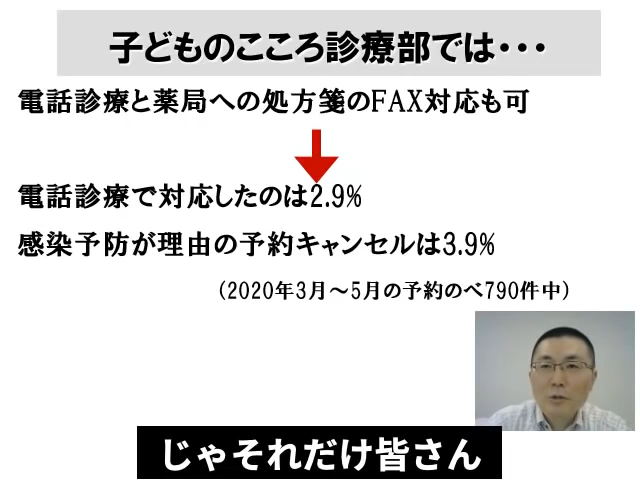 子どものこころ診療部では・・・
電話診療と薬局への処方箋のFAX対応も可
電話診療で対応したのは2.9%
感染予防が理由の予約キャンセルは3.9%
（2020年3月～5月の予約のべ790件中）
じゃそれだけ皆さん